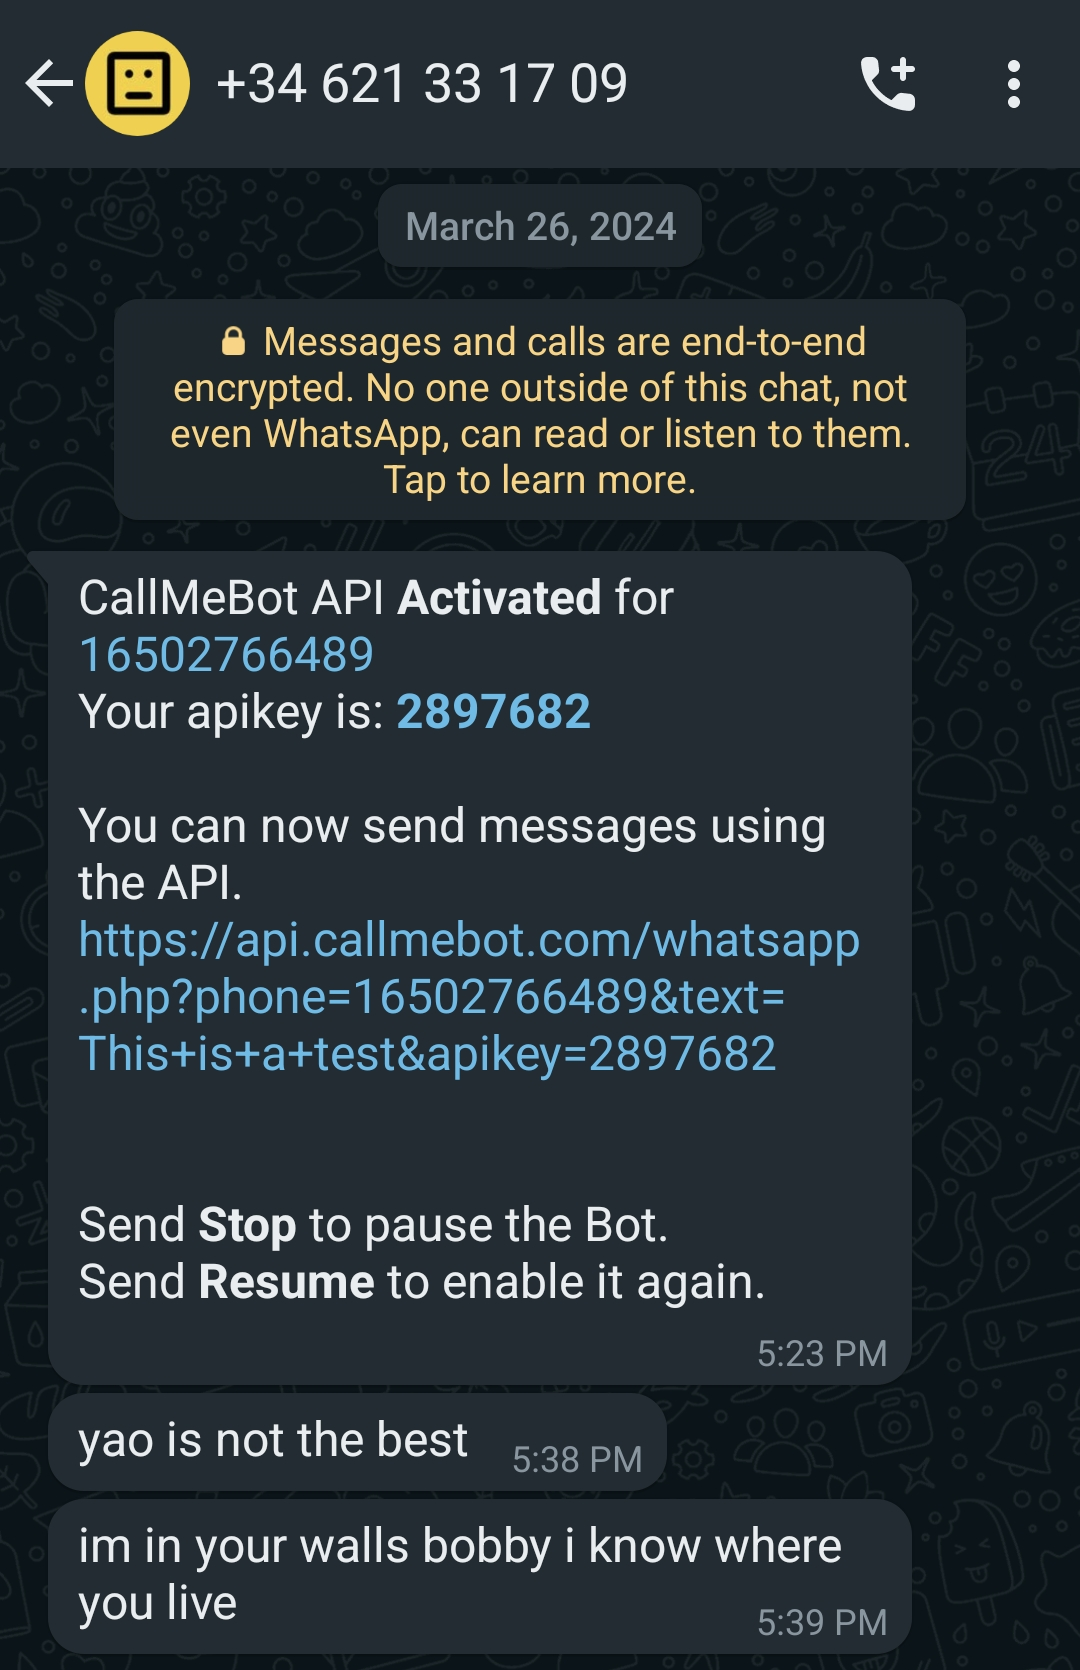 +34 621 33 17 09
March 26, 2024
Messages and calls are end-to-end
encrypted. No one outside of this chat, not
even WhatsApp, can read or listen to them.
Tap to learn more.
CallMeBot API Activated for
16502766489
Your apikey is: 2897682
You can now send messages using
the API.
https://api.callmebot.com/whatsapp
.php?phone=16502766489&text=
This+is+a+test&apikey=2897682
Send Stop to pause the Bot.
Send Resume to enable it again.
5:23 PM
yao is not the best 5:38 PM
im in your walls bobby i know where
you live
5:39 PM